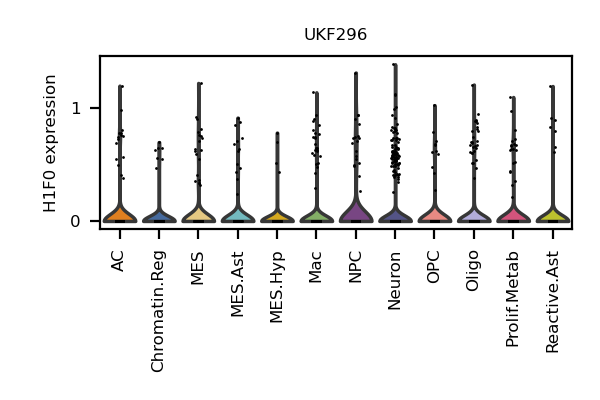 UKF296
H1F0 expression
1
0
AC
Chromatin.Reg
MES
MES.Ast
MES.Hyp
Mac
NPC
Neuron
OPC
Oligo
Prolif.Metab
Reactive.Ast